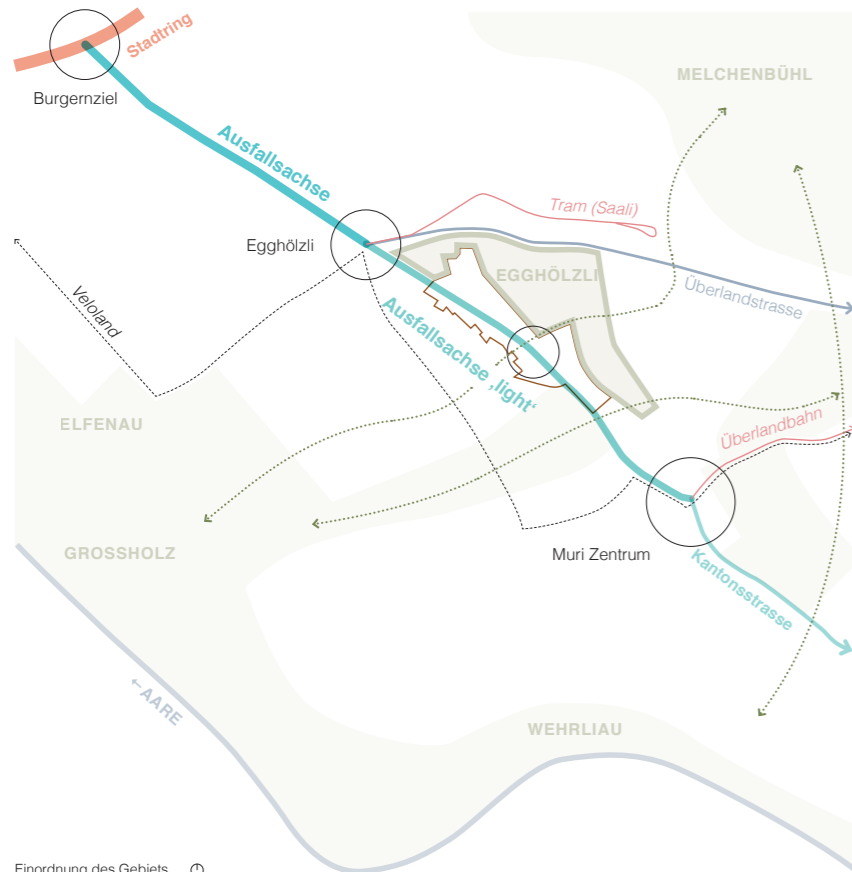 Stadtring
MELCHENBÜHL
Burgernziel
Ausfallsachse
Tram (Saali)
Egghölzli
EGGHÖLZLI
Überlandstrasse
Veloland
Ausfallsachse ‚light‘
ELFENAU
Überlandbahn
GROSSHOLZ
Muri Zentrum
Kantonsstrasse
←AARE
WEHRLIAU
Einordnung des Gebiets